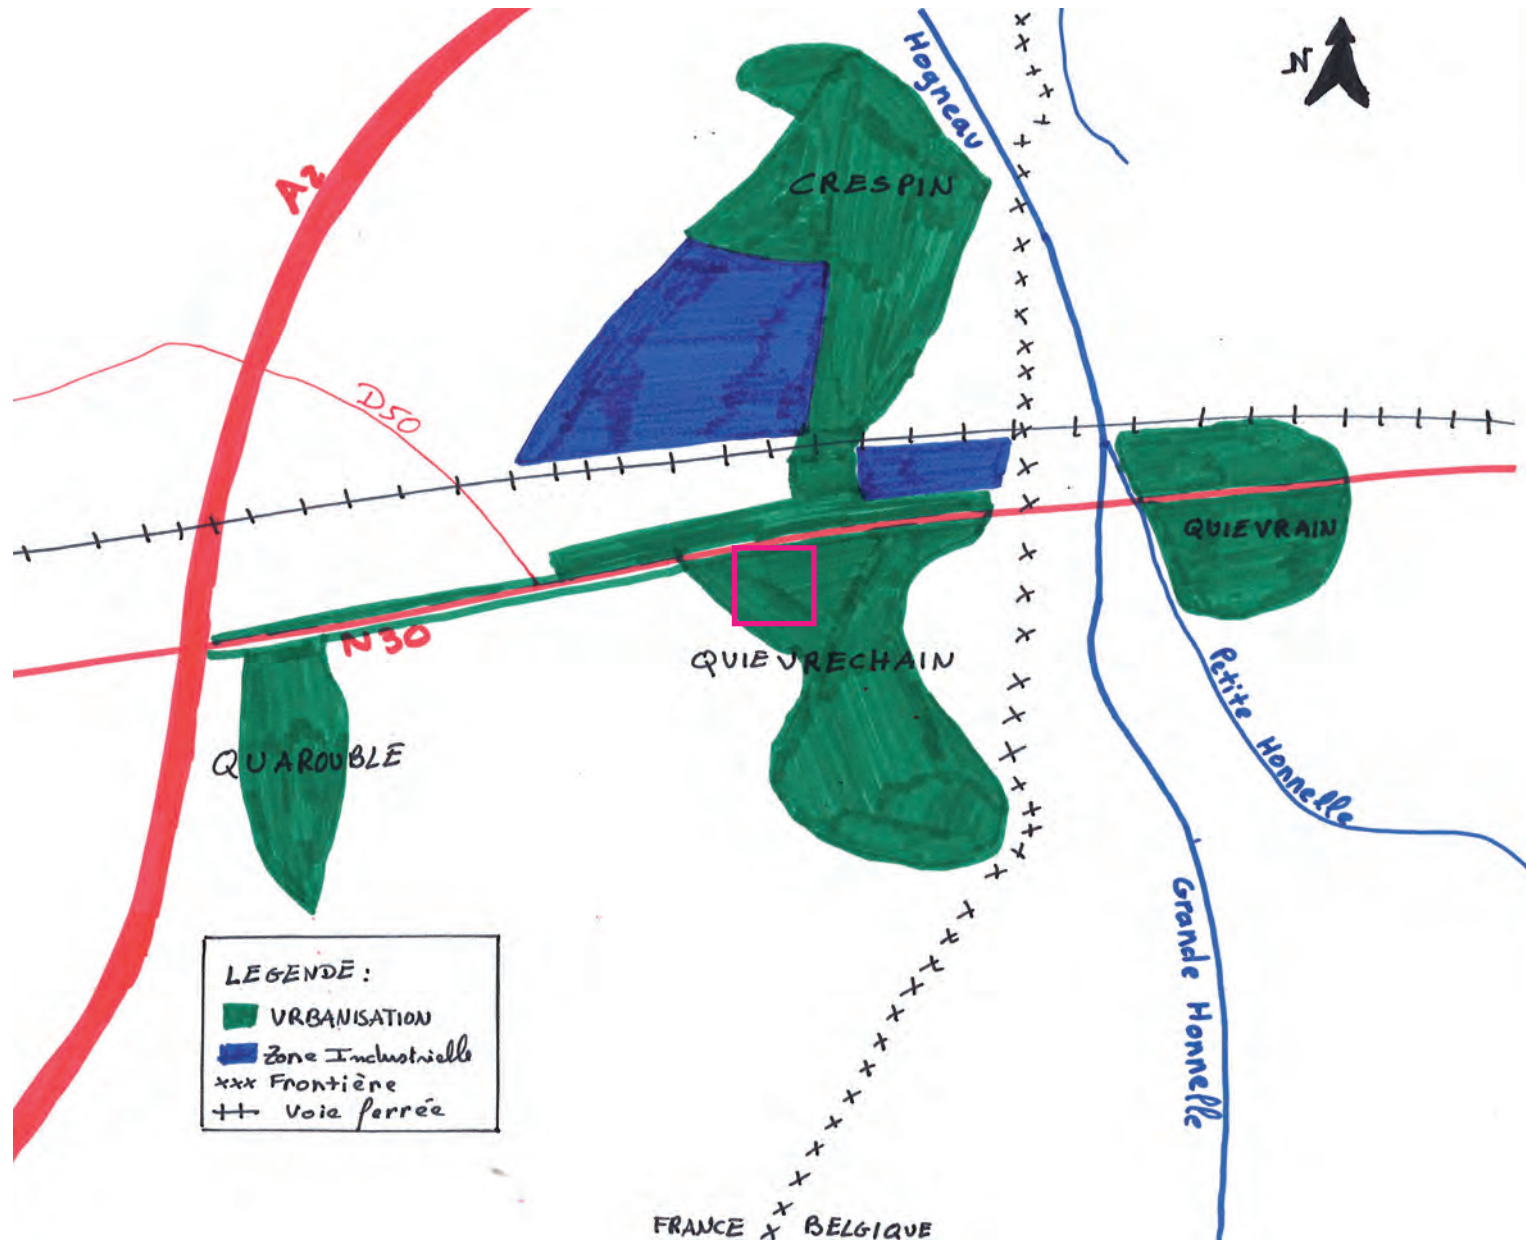 Hogneau
N
A2
CRESPIN
D50
QUIEVRAIN
N30
QUIEVRECHAIN
Petite Honnelle
QUAROUBLE
Grande Honnelle
LEGENDE :
URBANISATION
Zone Industrielle
xxx Frontière
Voie ferrée
FRANCE
BELGIQUE